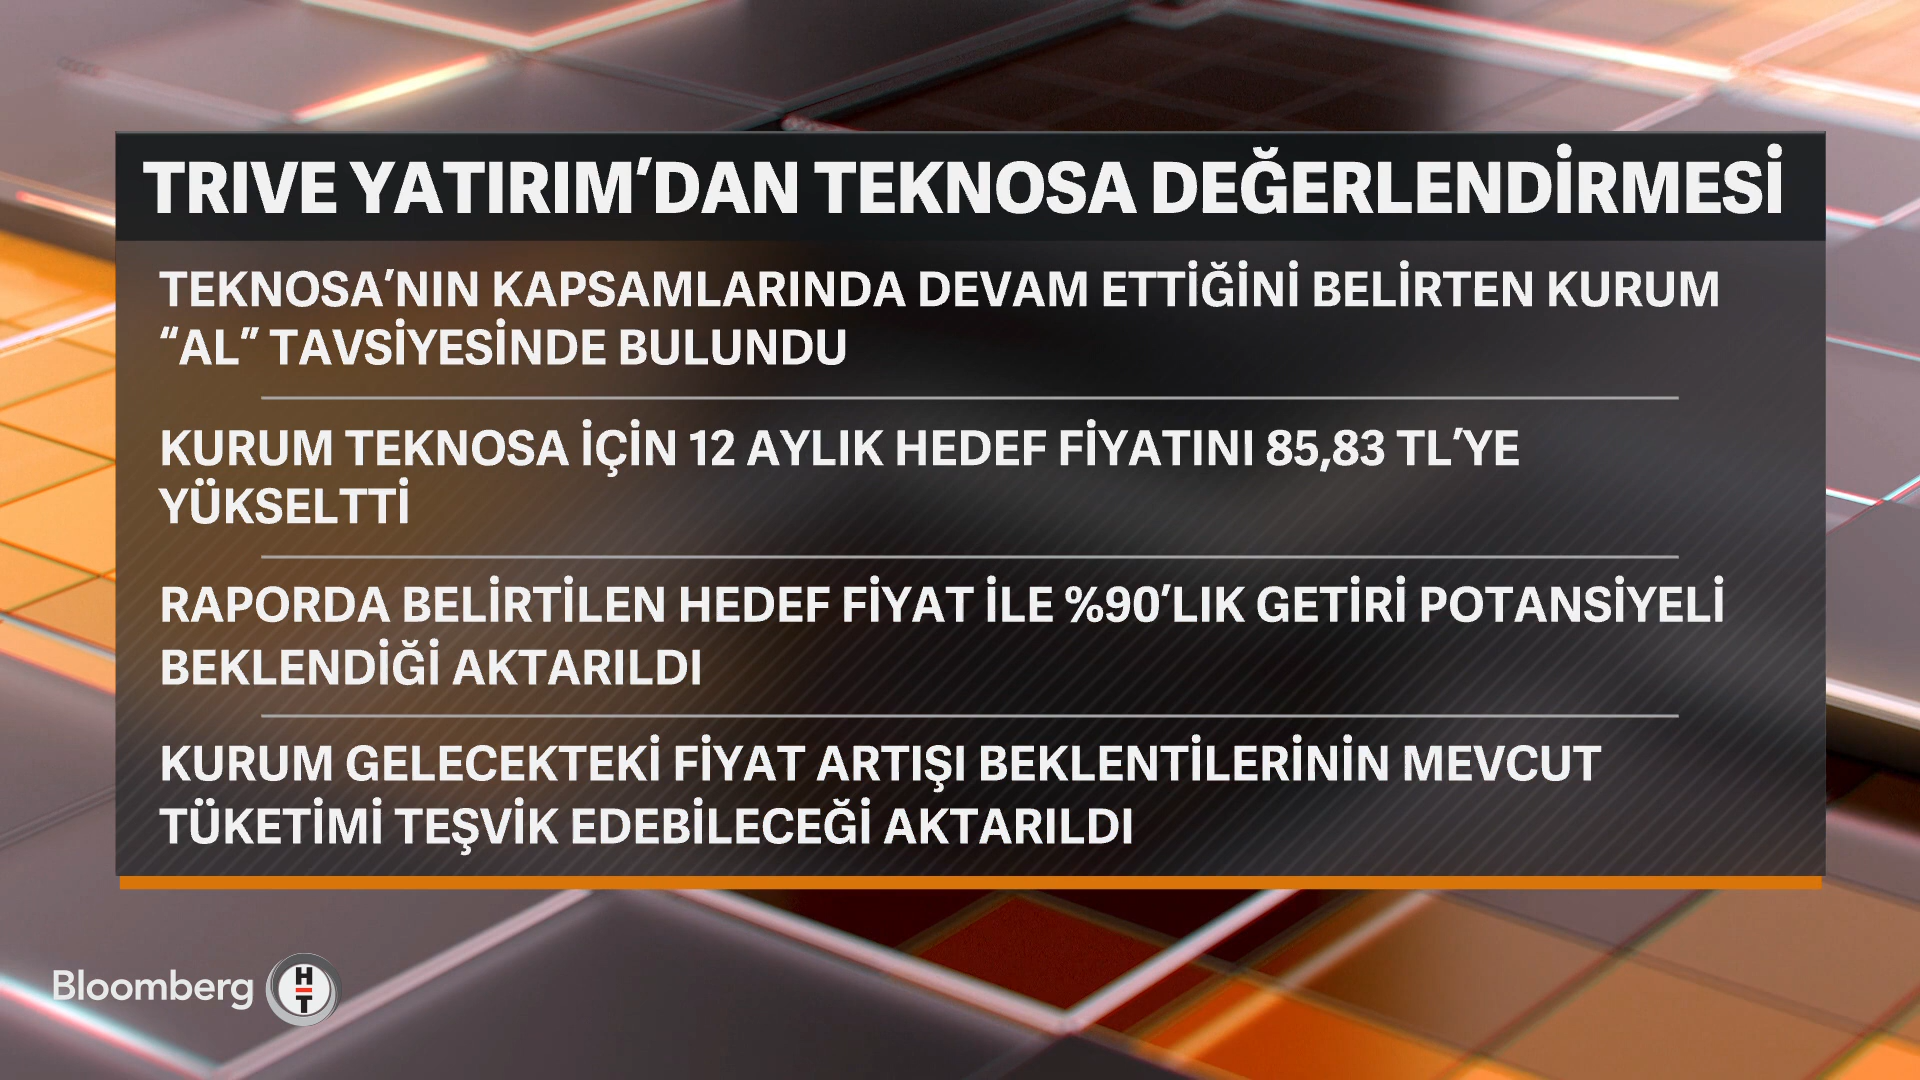 TRIVE YATIRIM’DAN TEKNOSA DEĞERLENDİRMESİ
TEKNOSA’NIN KAPSAMLARINDA DEVAM ETTİĞİNİ BELİRTEN KURUM
“AL” TAVSİYESİNDE BULUNDU
KURUM TEKNOSA İÇİN 12 AYLIK HEDEF FİYATINI 85,83 TL’YE
YÜKSELTTİ
RAPORDA BELİRTİLEN HEDEF FİYAT İLE %90’LIK GETİRİ POTANSİYELİ
BEKLENDİĞİ AKTARILDI
KURUM GELECEKTEKİ FİYAT ARTIŞI BEKLENTİLERİNİN MEVCUT
TÜKETİMİ TEŞVİK EDEBİLECEĞİ AKTARILDI
Bloomberg HT